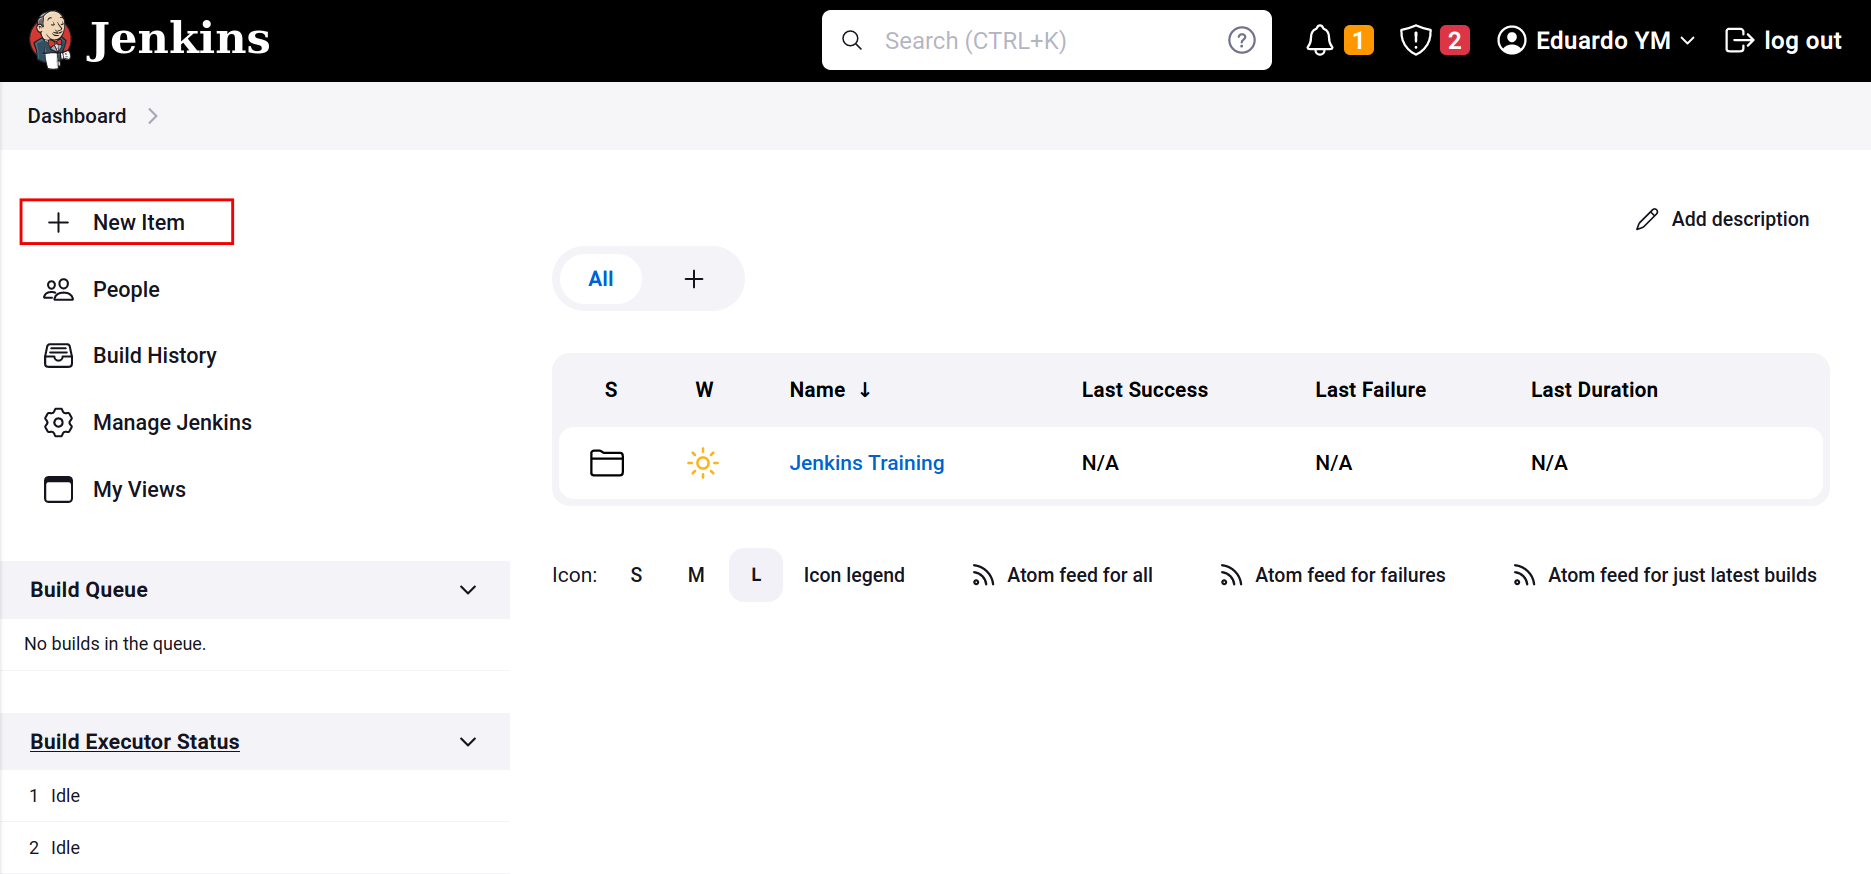 Jenkins
Search (CTRL+K)
1
2
Eduardo YM
log out
Dashboard
New Item
People
Build History
Manage Jenkins
My Views
Build Queue
No builds in the queue.
Build Executor Status
1 Idle
2 Idle
Add description
All
S W Name ↓ Last Success Last Failure Last Duration
Jenkins Training N/A N/A N/A
Icon: S M L Icon legend Atom feed for all Atom feed for failures Atom feed for just latest builds